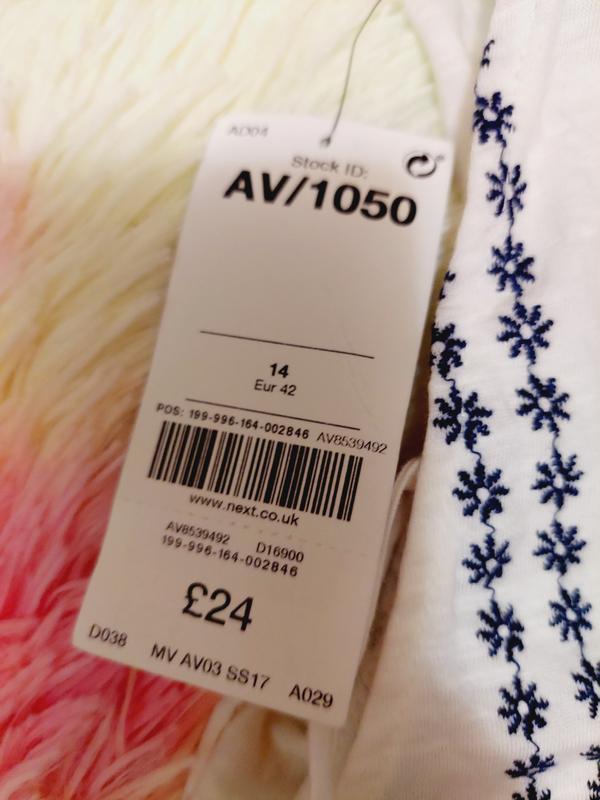 AD04
Stock ID:
AV/1050
14
Eur 42
POS: 199-996-164-002846 AV8539492
www.next.co.uk
AV8539492 D16900
199-996-164-002846
£24
D038 MV AV03 SS17 A029